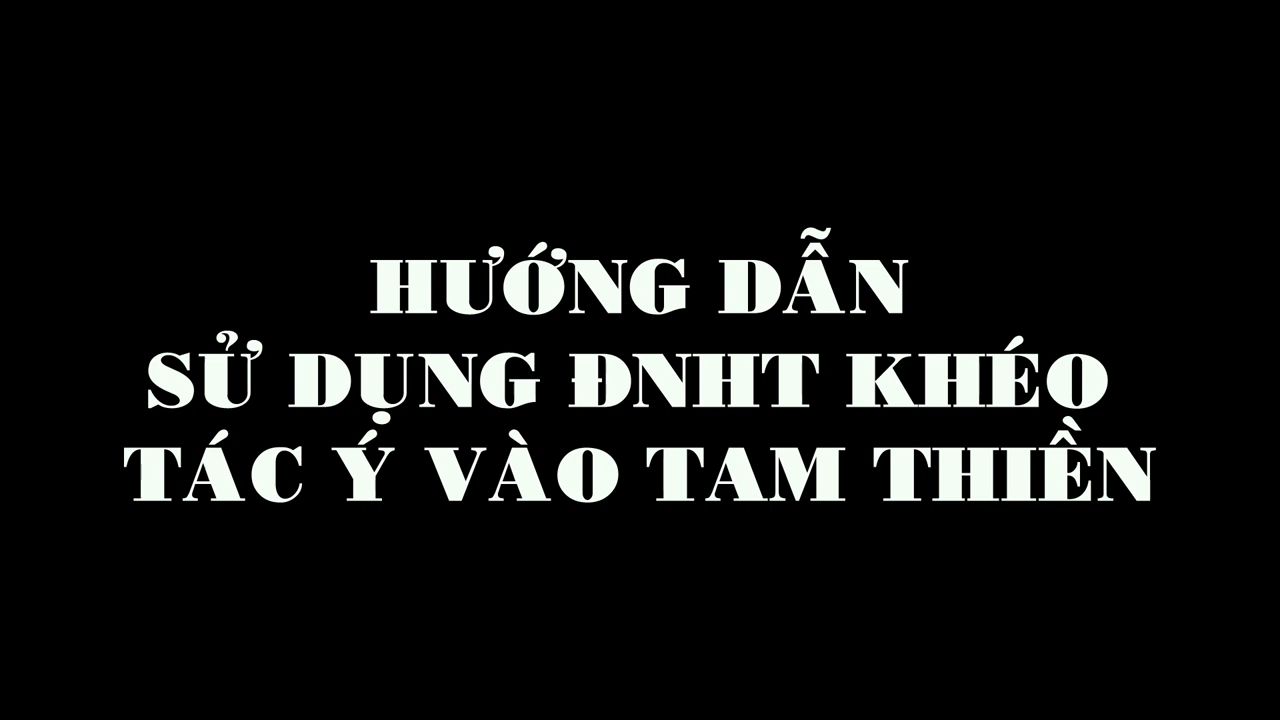 HƯỚNG DẪN
SỬ DỤNG ĐNHT KHÉO
TÁC Ý VÀO TAM THIỀN